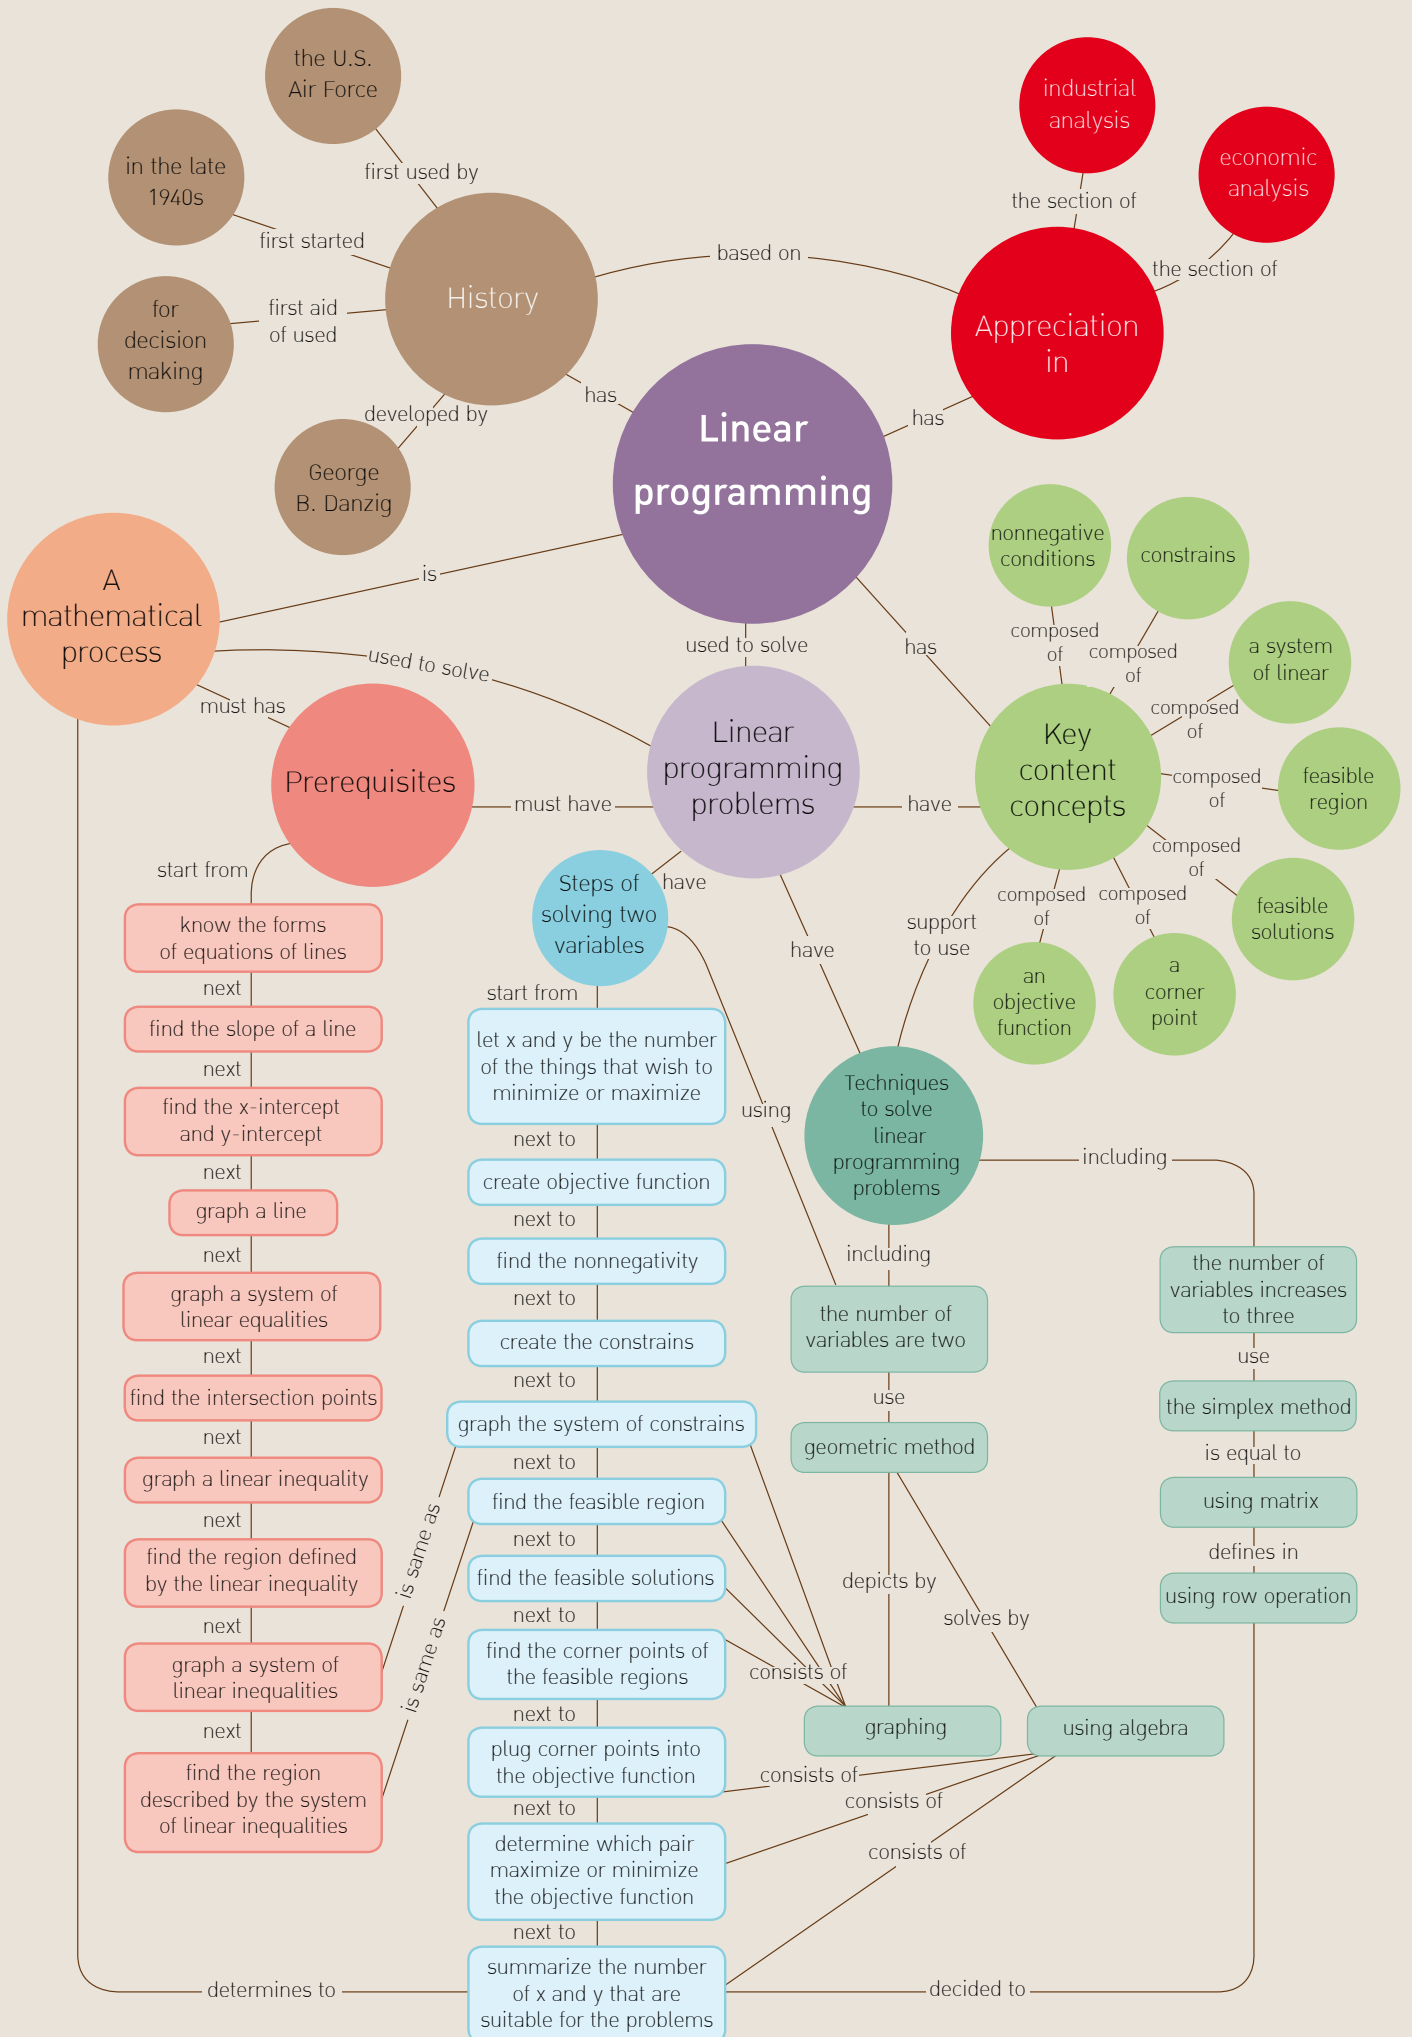 the U.S.
Air Force
in the late
1940s
for
decision
making
George
B. Danzig
first used by
first started
first aid
of used
developed by
History
based on
has
industrial
analysis
economic
analysis
the section of
the section of
Appreciation
in
has
Linear
programming
is
used to solve
has
A
mathematical
process
used to solve
must has
Prerequisites
must have
Linear
programming
problems
have
Key
content
concepts
nonnegative
conditions
constrains
a system
of linear
feasible
region
feasible
solutions
a
corner
point
an
objective
function
composed
of
composed
of
composed
of
composed
of
composed
of
composed
of
composed
of
support
to use
have
have
Steps of
solving two
variables
start from
know the forms
of equations of lines
next
find the slope of a line
next
find the x-intercept
and y-intercept
next
graph a line
next
graph a system of
linear equalities
next
find the intersection points
next
graph a linear inequality
next
find the region defined
by the linear inequality
next
graph a system of
linear inequalities
next
find the region
described by the system
of linear inequalities
is same as
is same as
start from
let x and y be the number
of the things that wish to
minimize or maximize
next to
create objective function
next to
find the nonnegativity
next to
create the constrains
next to
graph the system of constrains
next to
find the feasible region
next to
find the feasible solutions
next to
find the corner points of
the feasible regions
next to
plug corner points into
the objective function
next to
determine which pair
maximize or minimize
the objective function
next to
summarize the number
of x and y that are
suitable for the problems
determines to
decided to
using
Techniques
to solve
linear
programming
problems
including
including
the number of
variables are two
use
geometric method
depicts by
solves by
consists of
graphing
using algebra
consists of
consists of
consists of
the number of
variables increases
to three
use
the simplex method
is equal to
using matrix
defines in
using row operation